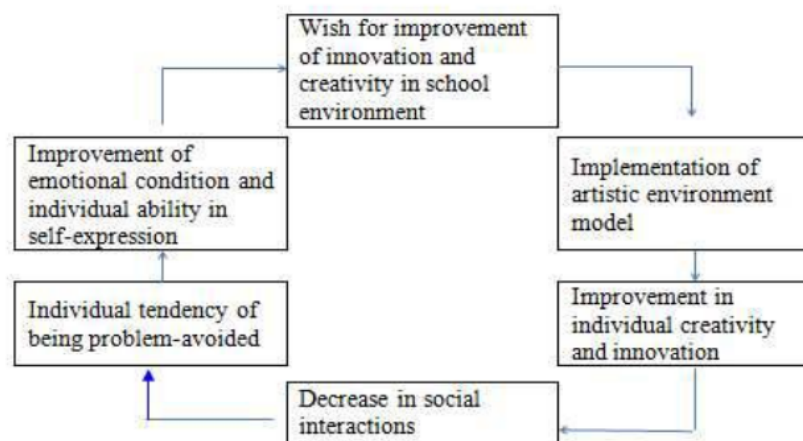 Wish for improvement
of innovation and
creativity in school
environment
Implementation of
artistic environment
model
Improvement in
individual creativity
and innovation
Decrease in social
interactions
Individual tendency of
being problem-avoided
Improvement of
emotional condition and
individual ability in
self-expression